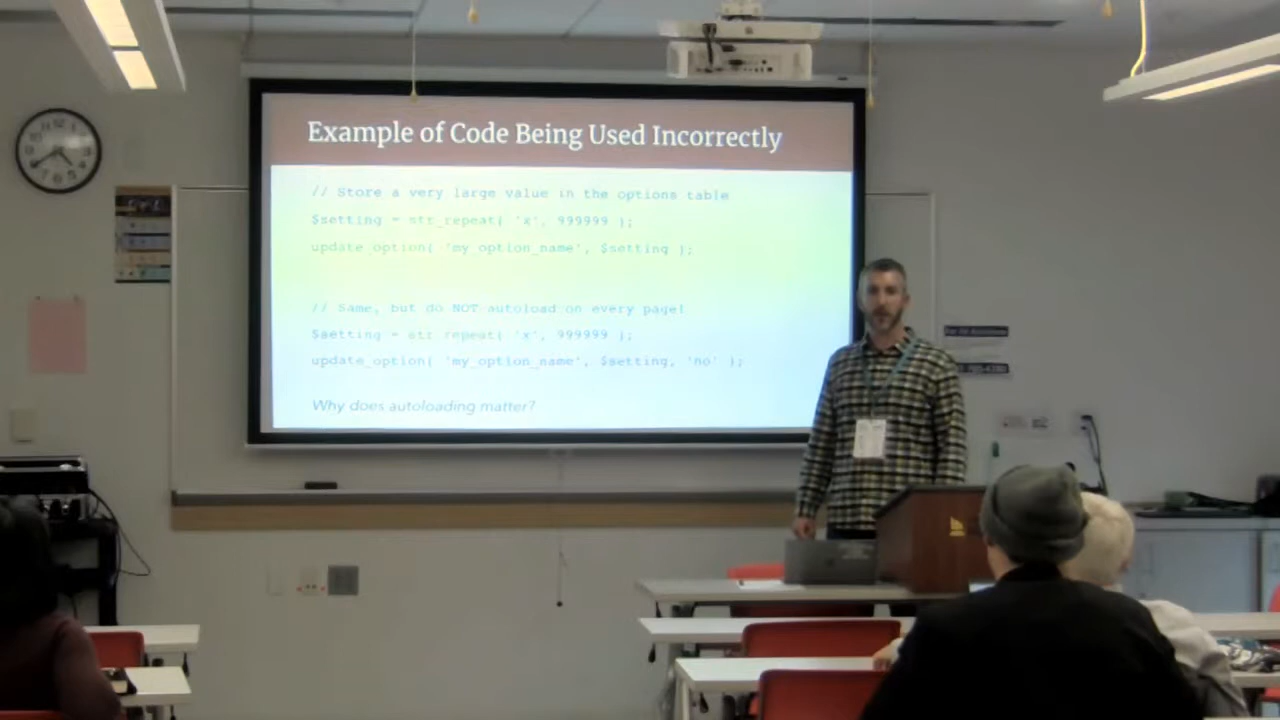 Example of Code Being Used Incorrectly
// Store a very large value in the options table
$setting = str_repeat( 'x', 999999 );
update_option( 'my_option_name', $setting );
// Same, but do NOT autoload on every page!
$setting = str_repeat( 'x', 999999 );
update_option( 'my_option_name', $setting, 'no' );
Why does autoloading matter?